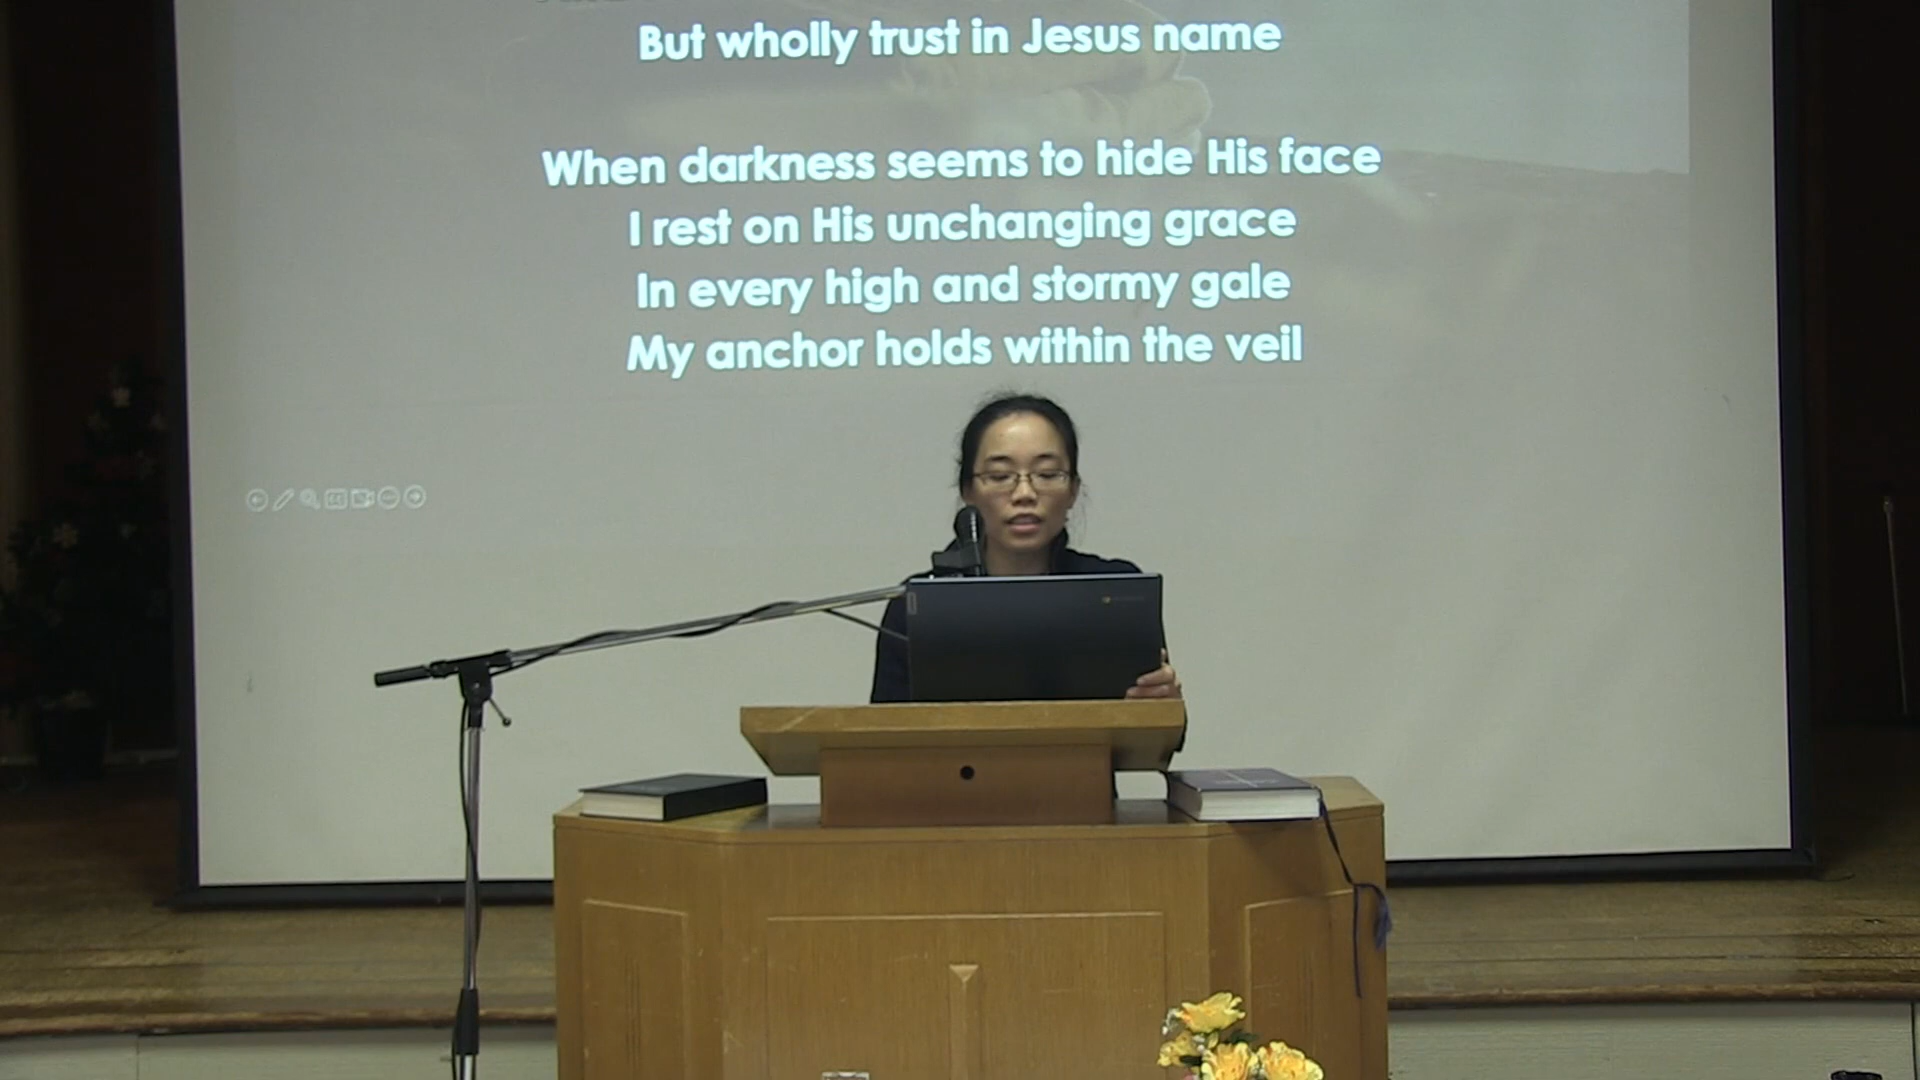 But wholly trust in Jesus name
When darkness seems to hide His face
I rest on His unchanging grace
In every high and stormy gale
My anchor holds within the veil